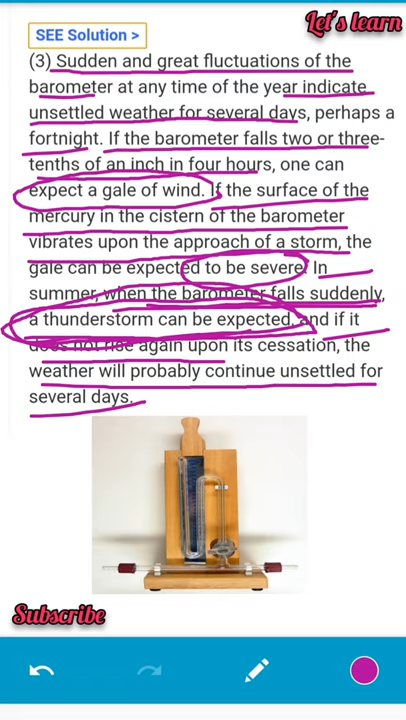 Let's learn
SEE Solution >
(3) Sudden and great fluctuations of the
barometer at any time of the year indicate
unsettled weather for several days, perhaps a
fortnight. If the barometer falls two or three-
tenths of an inch in four hours, one can
expect a gale of wind. If the surface of the
mercury in the cistern of the barometer
vibrates upon the approach of a storm, the
gale can be expected to be severe. In
summer, when the barometer falls suddenly,
a thunderstorm can be expected, and if it
does not rise again upon its cessation, the
weather will probably continue unsettled for
several days.
Subscribe